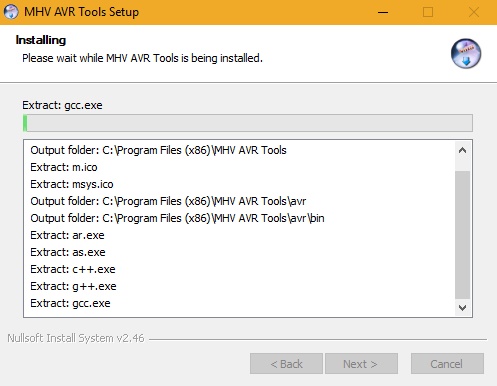 MHV AVR Tools Setup
Installing
Please wait while MHV AVR Tools is being installed.
Extract: gcc.exe
Output folder: C:\Program Files (x86)\MHV AVR Tools
Extract: m.ico
Extract: msys.ico
Output folder: C:\Program Files (x86)\MHV AVR Tools\avr
Output folder: C:\Program Files (x86)\MHV AVR Tools\avr\bin
Extract: ar.exe
Extract: as.exe
Extract: c++.exe
Extract: g++.exe
Extract: gcc.exe
Nullsoft Install System v2.46
< Back
Next >
Cancel